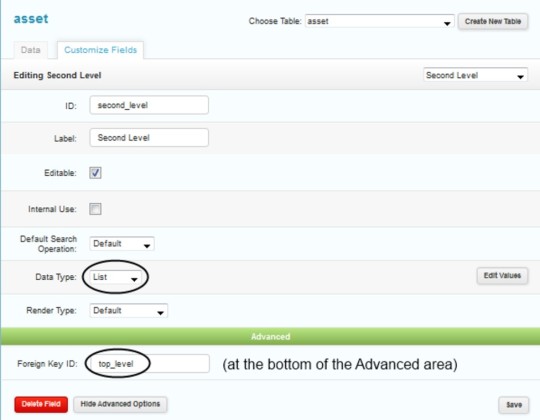 asset
Choose Table: asset
Create New Table
Data
Customize Fields
Editing Second Level
Second Level
ID: second_level
Label: Second Level
Editable:
Internal Use:
Default Search
Operation: Default
Data Type: List
Edit Values
Render Type: Default
Advanced
Foreign Key ID: top_level (at the bottom of the Advanced area)
Delete Field
Hide Advanced Options
Save